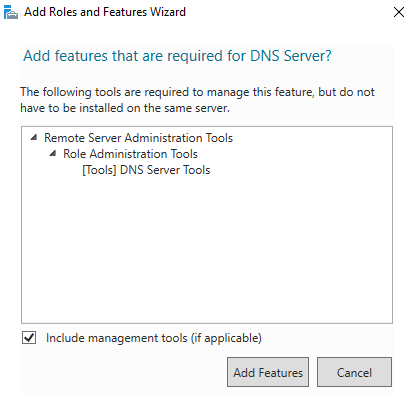 Add Roles and Features Wizard
Add features that are required for DNS Server?
The following tools are required to manage this feature, but do not
have to be installed on the same server.
Remote Server Administration Tools
Role Administration Tools
[Tools] DNS Server Tools
Include management tools (if applicable)
Add Features
Cancel